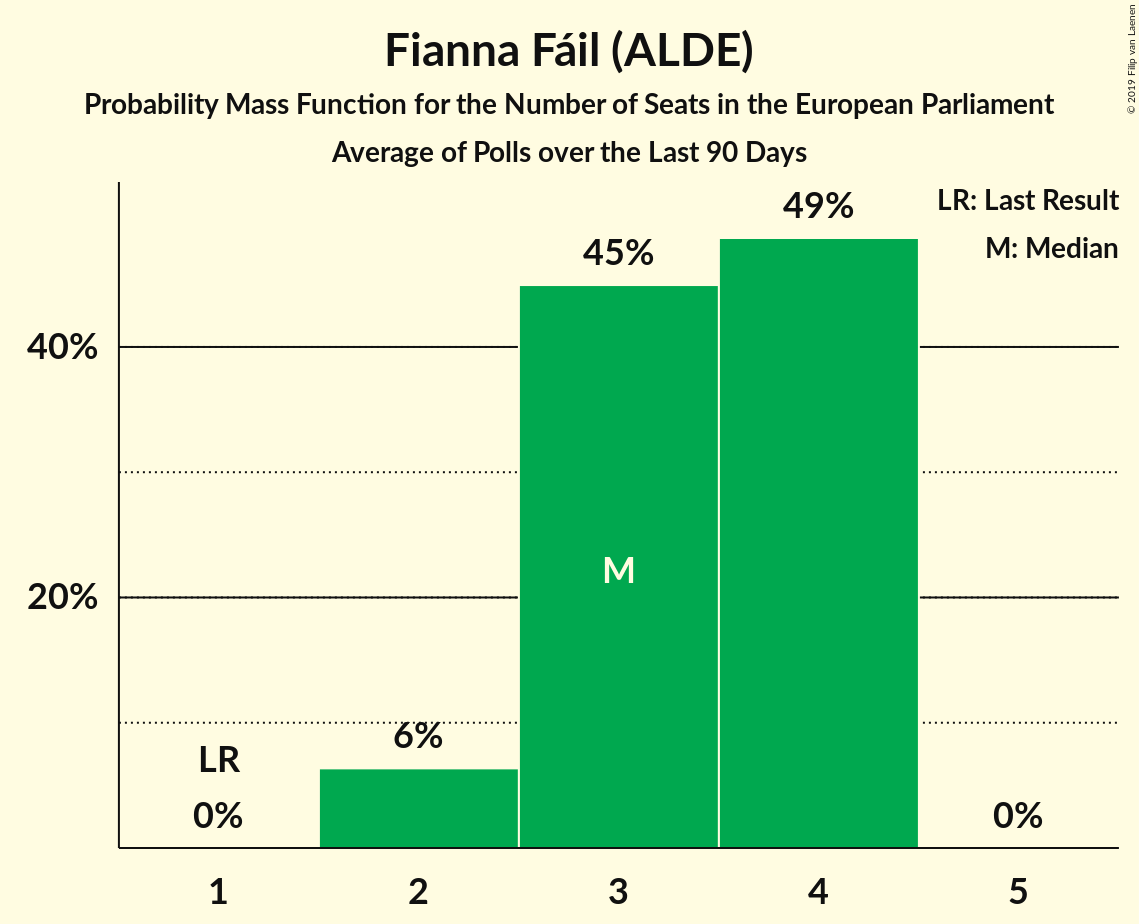 Fianna Fáil (ALDE)
Probability Mass Function for the Number of Seats in the European Parliament
Average of Polls over the Last 90 Days
© 2019 Filip van Laenen
LR: Last Result
M: Median
49%
45%
40%
M
20%
6%
LR
0%
0%
1 2 3 4 5